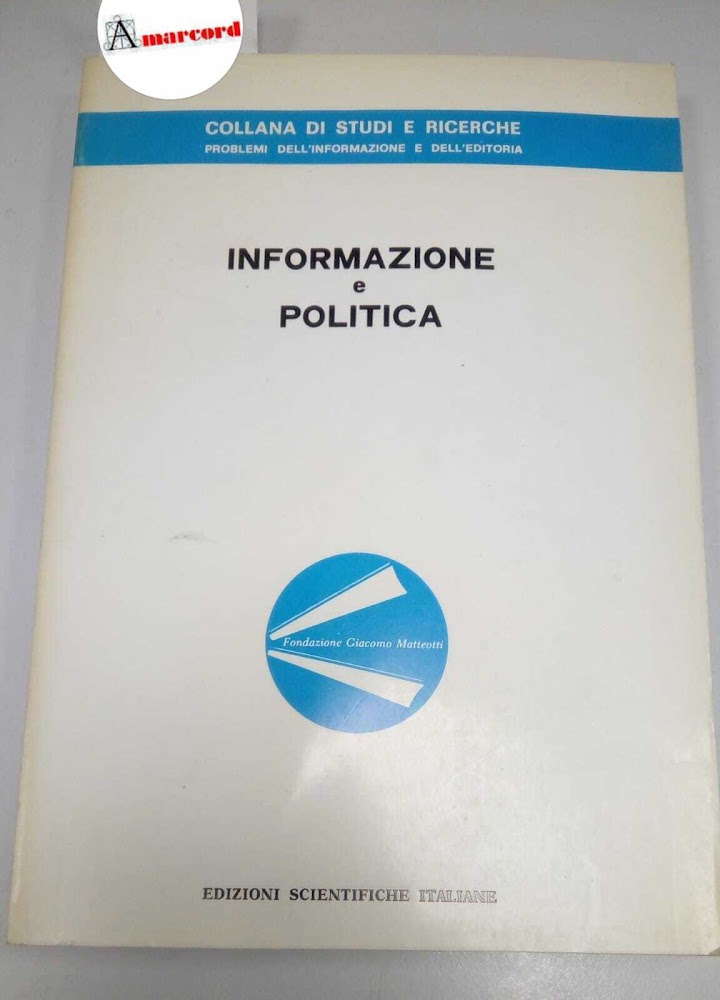 Amarcord
COLLANA DI STUDI E RICERCHE
PROBLEMI DELL'INFORMAZIONE E DELL'EDITORIA
INFORMAZIONE
e
POLITICA
Fondazione Giacomo Matteotti
EDIZIONI SCIENTIFICHE ITALIANE